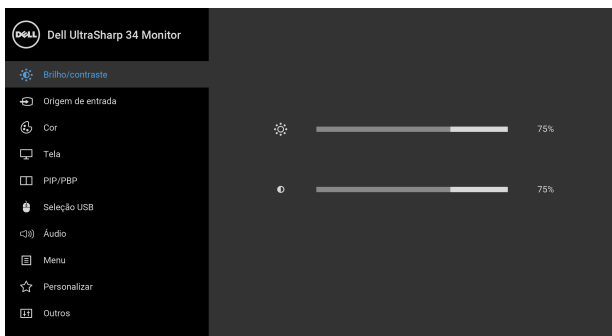 DELL
Dell UltraSharp 34 Monitor
Brilho/contraste
Origem de entrada
Cor
75%
Tela
PIP/PBP
75%
Seleção USB
Áudio
Menu
Personalizar
Outros